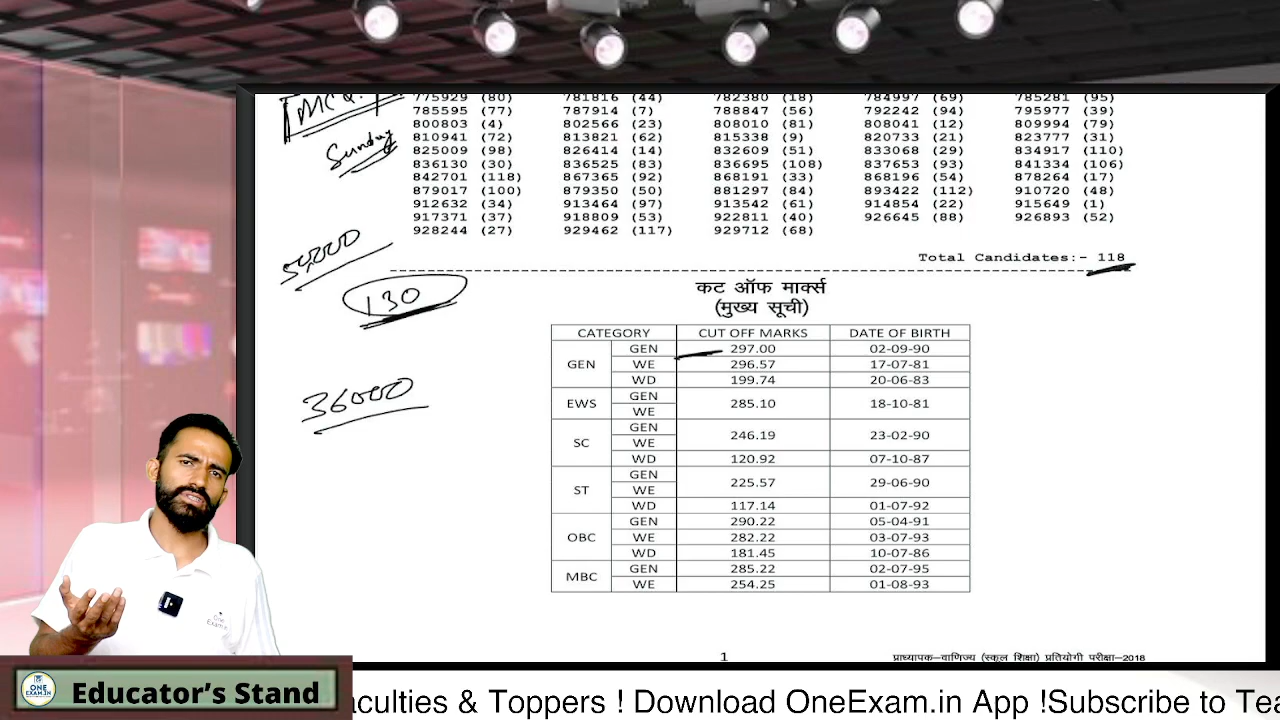 MCQ.
Sunday
54,000
130
36000
775929 (80) 781816 (44) 782380 (18) 784997 (69) 785281 (95)
785595 (77) 787914 (7) 788847 (56) 792242 (94) 795977 (39)
800803 (4) 802566 (23) 808010 (81) 808041 (12) 809994 (79)
810941 (72) 813821 (62) 815338 (9) 820733 (21) 823777 (31)
825009 (98) 826414 (14) 832609 (51) 833068 (29) 834917 (110)
836130 (30) 836525 (83) 836695 (108) 837653 (93) 841334 (106)
842701 (118) 867365 (92) 868191 (33) 868196 (54) 878264 (17)
879017 (100) 879350 (50) 881297 (84) 893422 (112) 910720 (48)
912632 (34) 913464 (97) 913542 (61) 914854 (22) 915649 (1)
917371 (37) 918809 (53) 922811 (40) 926645 (88) 926893 (52)
928244 (27) 929462 (117) 929712 (68)
Total Candidates:- 118
कट ऑफ मार्क्स
(मुख्य सूची)
CATEGORY CUT OFF MARKS DATE OF BIRTH
GEN GEN 297.00 02-09-90
WE 296.57 17-07-81
WD 199.74 20-06-83
EWS GEN WE 285.10 18-10-81
SC GEN WE 246.19 23-02-90
WD 120.92 07-10-87
ST GEN WE 225.57 29-06-90
WD 117.14 01-07-92
OBC GEN 290.22 05-04-91
WE 282.22 03-07-93
WD 181.45 10-07-86
MBC GEN 285.22 02-07-95
WE 254.25 01-08-93
1 प्राध्यापक–वाणिज्य (स्कूल शिक्षा) प्रतियोगी परीक्षा–2018
One Exam.in
ONE EXAM.IN
Educator's Stand
aculties & Toppers ! Download OneExam.in App !Subscribe to Tea